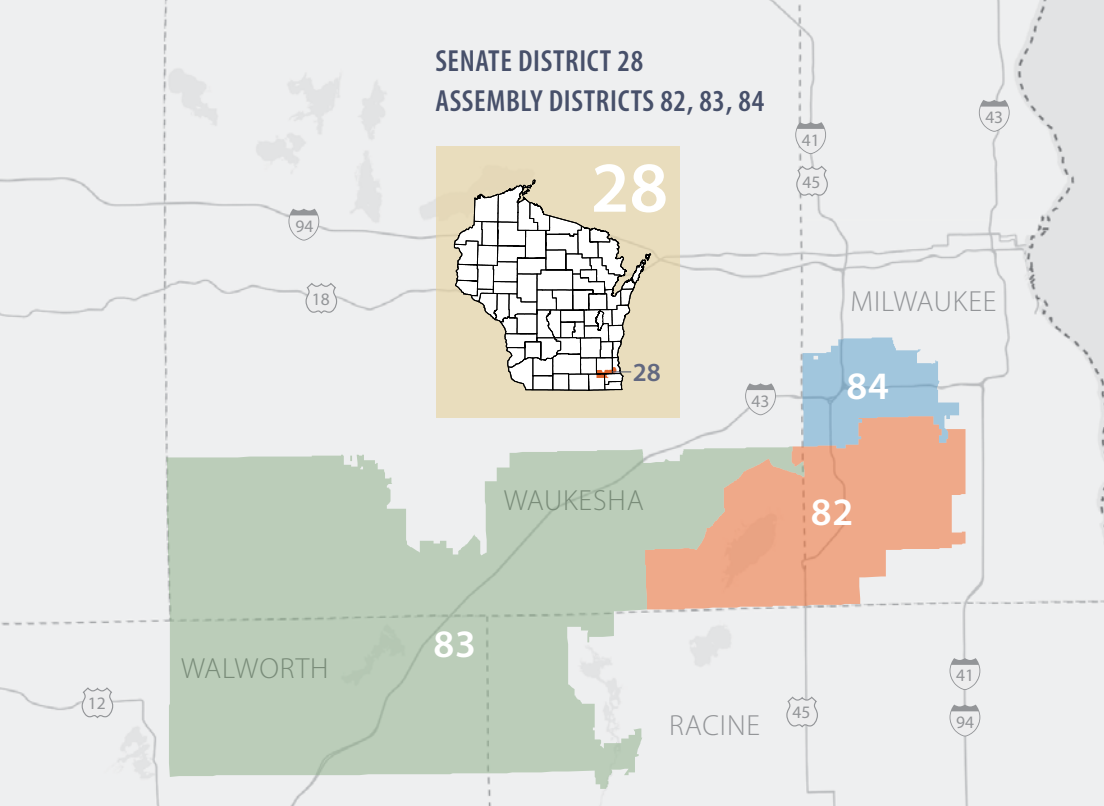 SENATE DISTRICT 28
ASSEMBLY DISTRICTS 82, 83, 84
43
41
28
45
94
18
MILWAUKEE
28
84
43
WAUKESHA
82
83
WALWORTH
41
12
45
94
RACINE